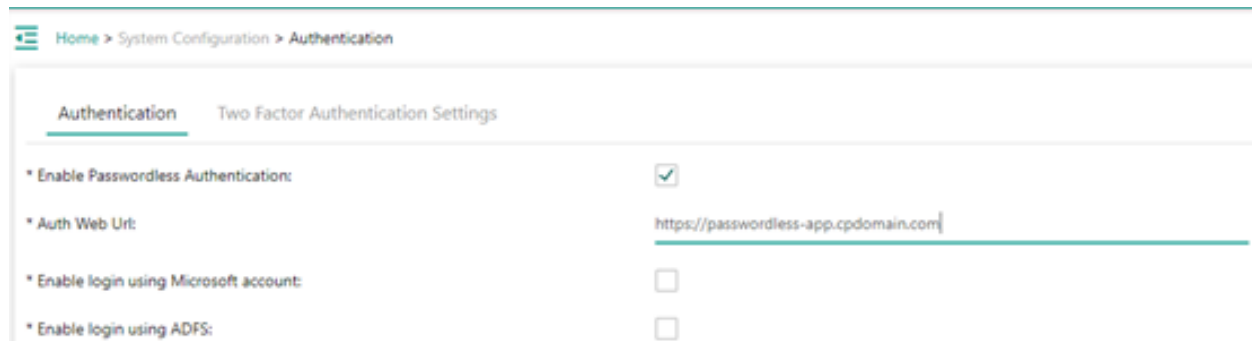 Home > System Configuration > Authentication
Authentication Two Factor Authentication Settings
* Enable Passwordless Authentication:
* Auth Web Url: https://passwordless-app.cpdomain.com
* Enable login using Microsoft account:
* Enable login using ADFS: